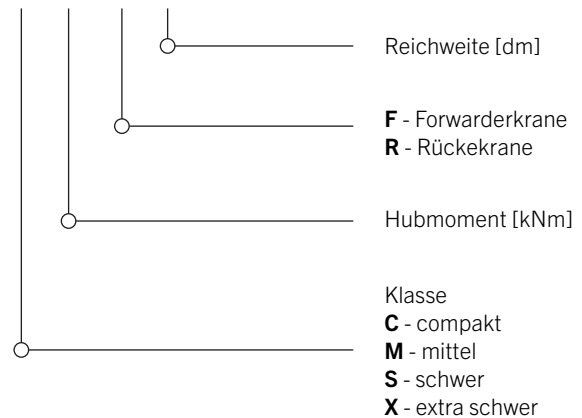 Reichweite [dm]
F - Forwarderkrane
R - Rückekrane
Hubmoment [kNm]
Klasse
C - compakt
M - mittel
S - schwer
X - extra schwer